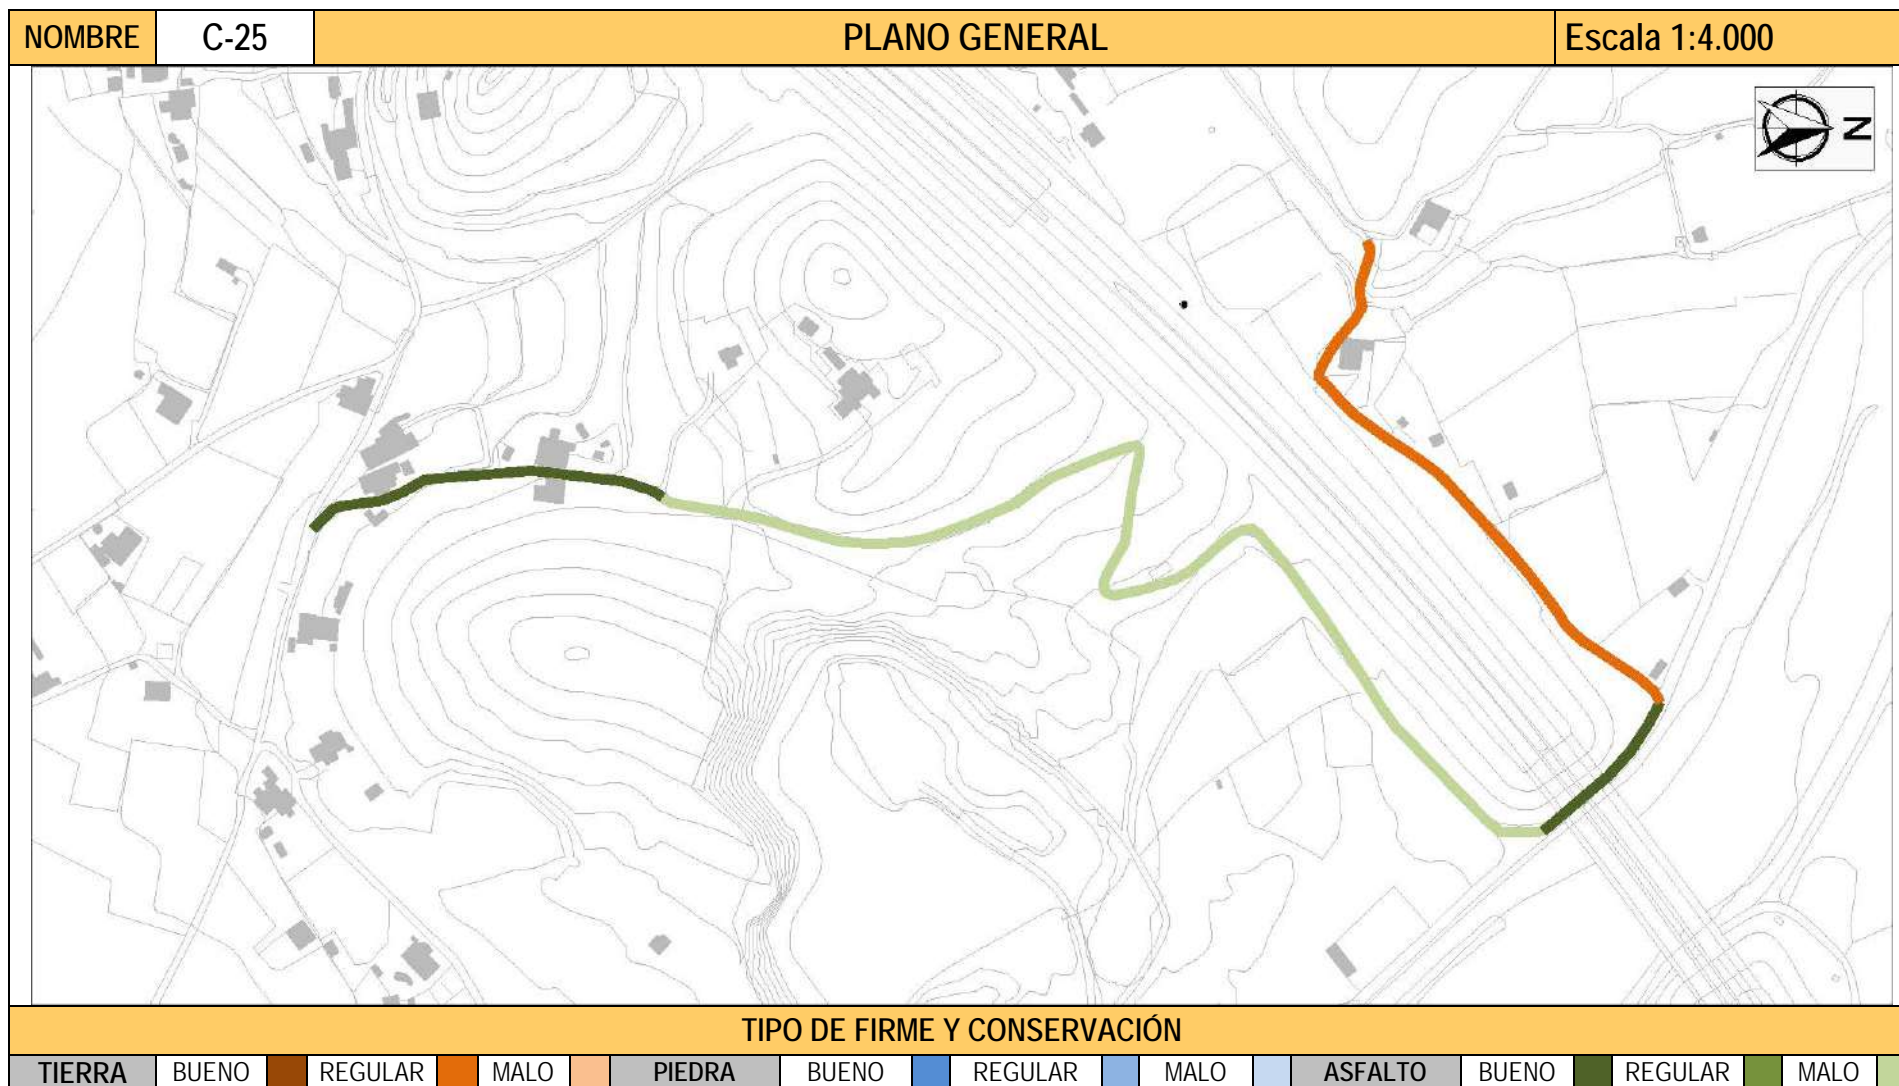 NOMBRE C-25 PLANO GENERAL Escala 1:4.000
N
TIPO DE FIRME Y CONSERVACIÓN
TIERRA BUENO REGULAR MALO PIEDRA BUENO REGULAR MALO ASFALTO BUENO REGULAR MALO